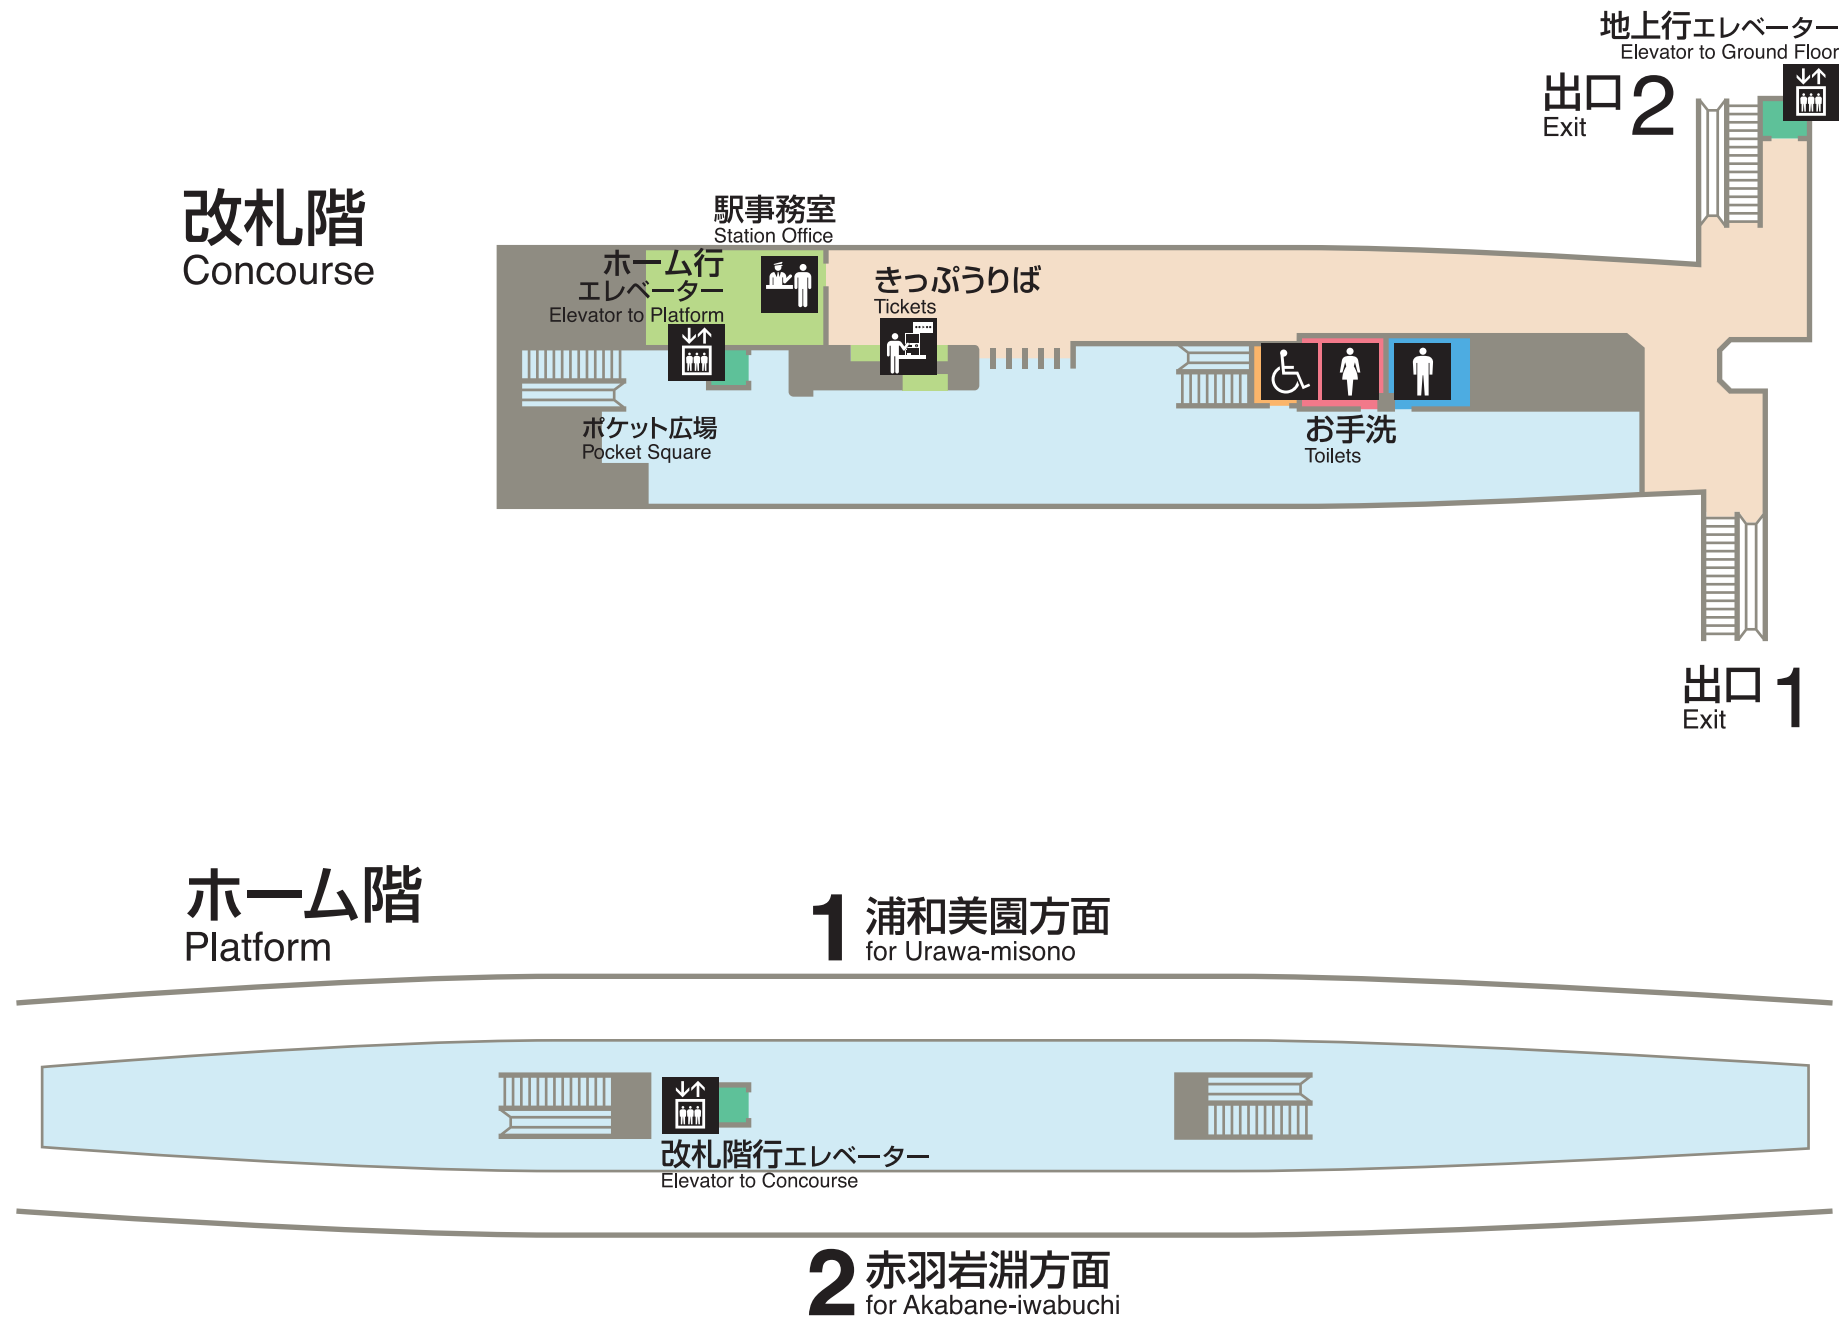 地上行エレベーター
Elevator to Ground Floor
出口 2
Exit
改札階
Concourse
駅事務室
Station Office
ホーム行
エレベーター
Elevator to Platform
きっぷうりば
Tickets
ポケット広場
Pocket Square
お手洗
Toilets
出口 1
Exit
ホーム階
Platform
1 浦和美園方面
for Urawa-misono
改札階行エレベーター
Elevator to Concourse
2 赤羽岩淵方面
for Akabane-iwabuchi